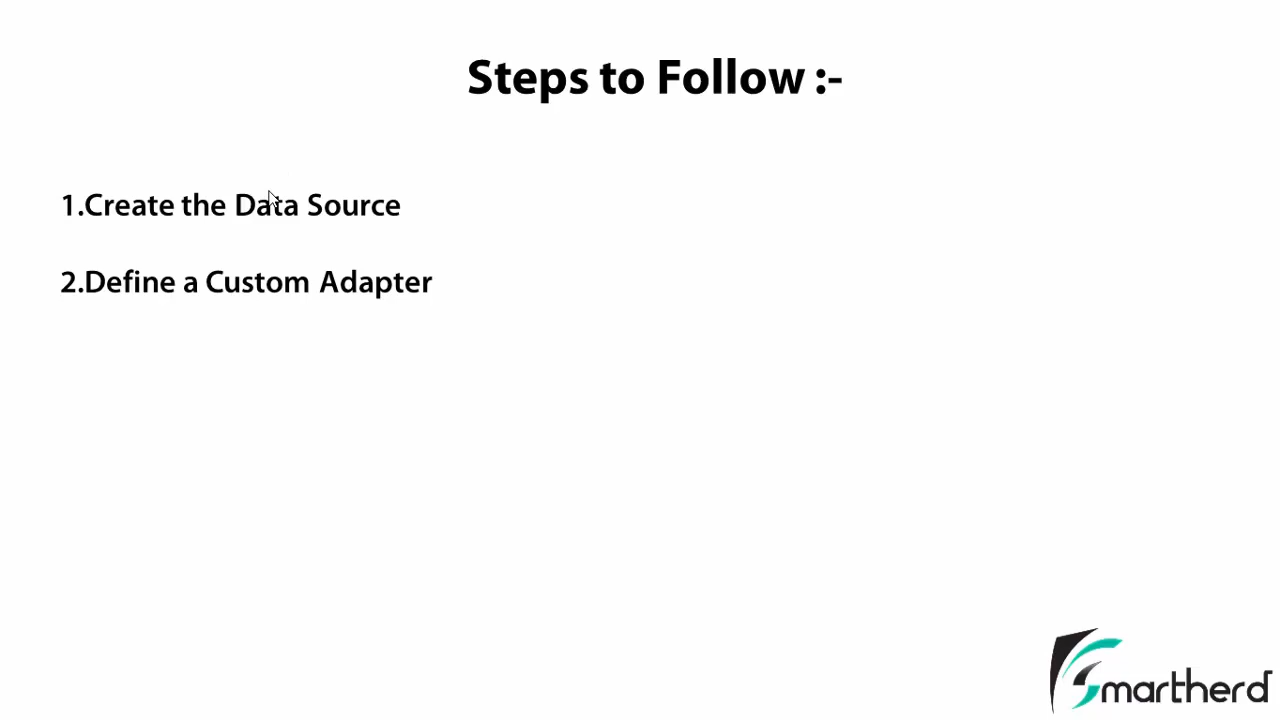 Steps to Follow :-
1.Create the Data Source
2.Define a Custom Adapter
Smartherd